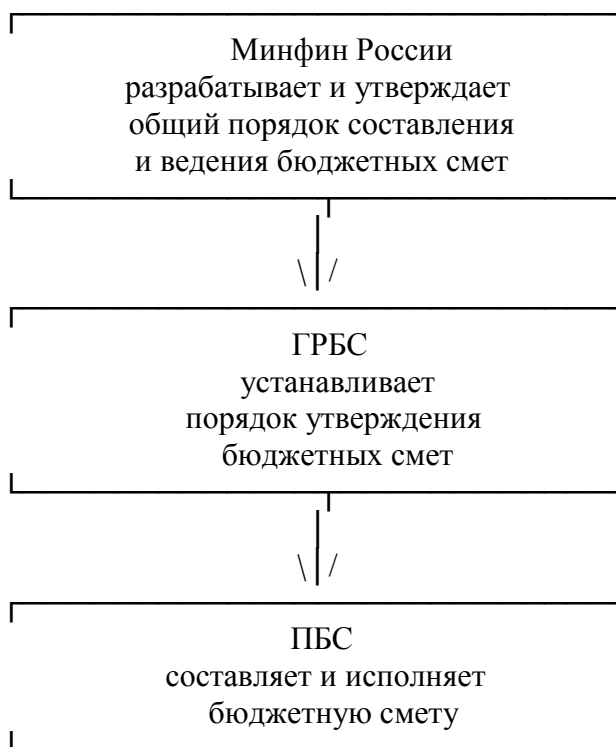 Минфин России
разрабатывает и утверждает
общий порядок составления
и ведения бюджетных смет
ГРБС
устанавливает
порядок утверждения
бюджетных смет
ПБС
составляет и исполняет
бюджетную смету